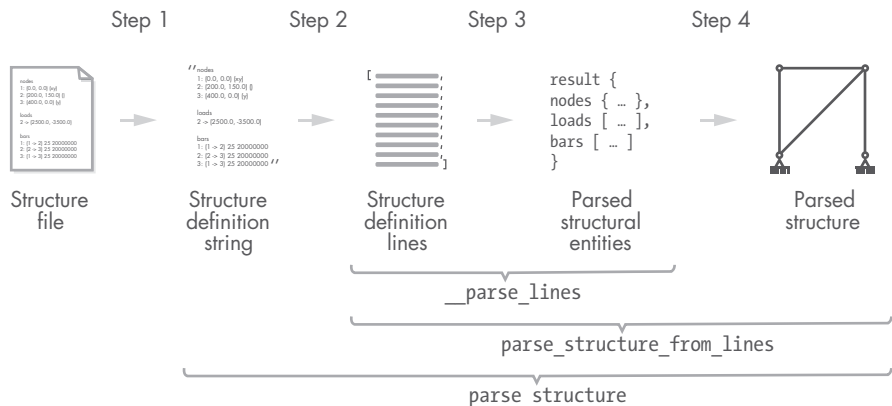 Step 1
Step 2
Step 3
Step 4
nodes
1: (0.0, 0.0) (xy)
2: (200.0, 150.0) ()
3: (400.0, 0.0) (y)
loads
2 -> (2500.0, -3500.0)
bars
1: (1 -> 2) 25 20000000
2: (2 -> 3) 25 20000000
3: (1 -> 3) 25 20000000
"nodes
1: (0.0, 0.0) (xy)
2: (200.0, 150.0) ()
3: (400.0, 0.0) (y)
loads
2 -> (2500.0, -3500.0)
bars
1: (1 -> 2) 25 20000000
2: (2 -> 3) 25 20000000
3: (1 -> 3) 25 20000000"
[ , , , , , , , , ]
result {
nodes { … },
loads [ … ],
bars [ … ]
}
Structure
file
Structure
definition
string
Structure
definition
lines
Parsed
structural
entities
Parsed
structure
__parse_lines
parse_structure_from_lines
parse structure